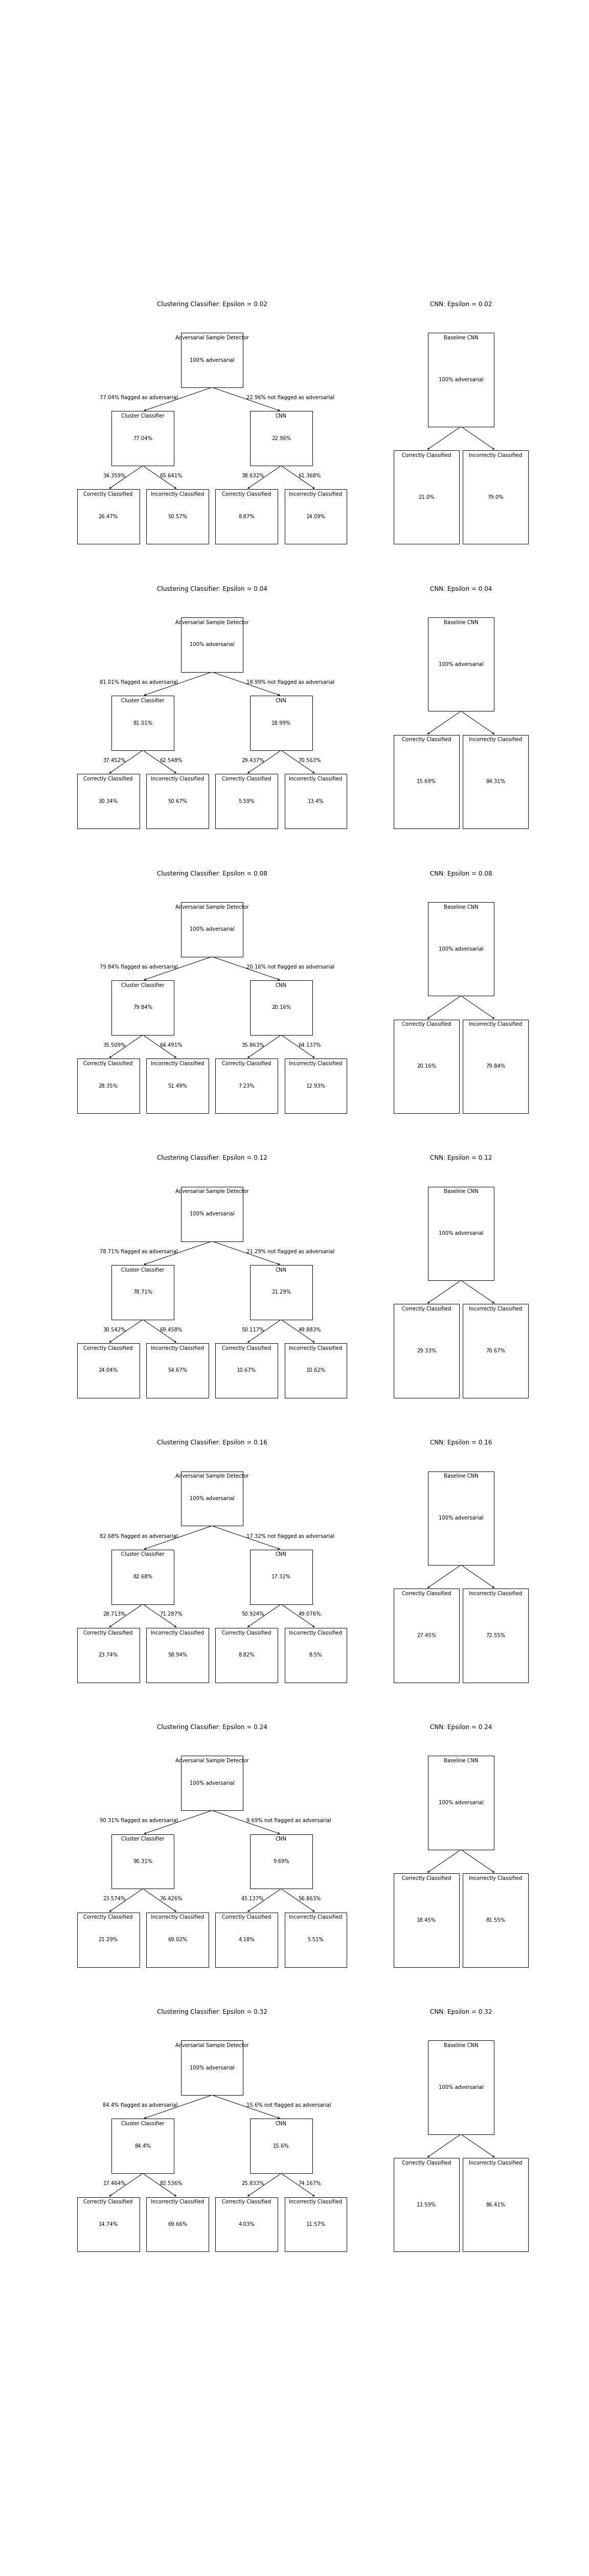 Clustering Classifier: Epsilon = 0.02
CNN: Epsilon = 0.02
Adversarial Sample Detector
100% adversarial
Baseline CNN
100% adversarial
77.04% flagged as adversarial
22.96% not flagged as adversarial
Cluster Classifier
77.04%
CNN
22.96%
34.359%
65.641%
38.632%
61.368%
Correctly Classified
26.47%
Incorrectly Classified
50.57%
Correctly Classified
8.87%
Incorrectly Classified
14.09%
Correctly Classified
21.0%
Incorrectly Classified
79.0%
Clustering Classifier: Epsilon = 0.04
CNN: Epsilon = 0.04
Adversarial Sample Detector
100% adversarial
Baseline CNN
100% adversarial
81.01% flagged as adversarial
18.99% not flagged as adversarial
Cluster Classifier
81.01%
CNN
18.99%
37.452%
62.548%
29.437%
70.563%
Correctly Classified
30.34%
Incorrectly Classified
50.67%
Correctly Classified
5.59%
Incorrectly Classified
13.4%
Correctly Classified
15.69%
Incorrectly Classified
84.31%
Clustering Classifier: Epsilon = 0.08
CNN: Epsilon = 0.08
Adversarial Sample Detector
100% adversarial
Baseline CNN
100% adversarial
79.84% flagged as adversarial
20.16% not flagged as adversarial
Cluster Classifier
79.84%
CNN
20.16%
35.509%
64.491%
35.863%
64.137%
Correctly Classified
28.35%
Incorrectly Classified
51.49%
Correctly Classified
7.23%
Incorrectly Classified
12.93%
Correctly Classified
20.16%
Incorrectly Classified
79.84%
Clustering Classifier: Epsilon = 0.12
CNN: Epsilon = 0.12
Adversarial Sample Detector
100% adversarial
Baseline CNN
100% adversarial
78.71% flagged as adversarial
21.29% not flagged as adversarial
Cluster Classifier
78.71%
CNN
21.29%
30.542%
69.458%
50.117%
49.883%
Correctly Classified
24.04%
Incorrectly Classified
54.67%
Correctly Classified
10.67%
Incorrectly Classified
10.62%
Correctly Classified
29.33%
Incorrectly Classified
70.67%
Clustering Classifier: Epsilon = 0.16
CNN: Epsilon = 0.16
Adversarial Sample Detector
100% adversarial
Baseline CNN
100% adversarial
82.68% flagged as adversarial
17.32% not flagged as adversarial
Cluster Classifier
82.68%
CNN
17.32%
28.713%
71.287%
50.924%
49.076%
Correctly Classified
23.74%
Incorrectly Classified
58.94%
Correctly Classified
8.82%
Incorrectly Classified
8.5%
Correctly Classified
27.45%
Incorrectly Classified
72.55%
Clustering Classifier: Epsilon = 0.24
CNN: Epsilon = 0.24
Adversarial Sample Detector
100% adversarial
Baseline CNN
100% adversarial
90.31% flagged as adversarial
9.69% not flagged as adversarial
Cluster Classifier
90.31%
CNN
9.69%
23.574%
76.426%
43.137%
56.863%
Correctly Classified
21.29%
Incorrectly Classified
69.02%
Correctly Classified
4.18%
Incorrectly Classified
5.51%
Correctly Classified
18.45%
Incorrectly Classified
81.55%
Clustering Classifier: Epsilon = 0.32
CNN: Epsilon = 0.32
Adversarial Sample Detector
100% adversarial
Baseline CNN
100% adversarial
84.4% flagged as adversarial
15.6% not flagged as adversarial
Cluster Classifier
84.4%
CNN
15.6%
17.464%
82.536%
25.833%
74.167%
Correctly Classified
14.74%
Incorrectly Classified
69.66%
Correctly Classified
4.03%
Incorrectly Classified
11.57%
Correctly Classified
13.59%
Incorrectly Classified
86.41%